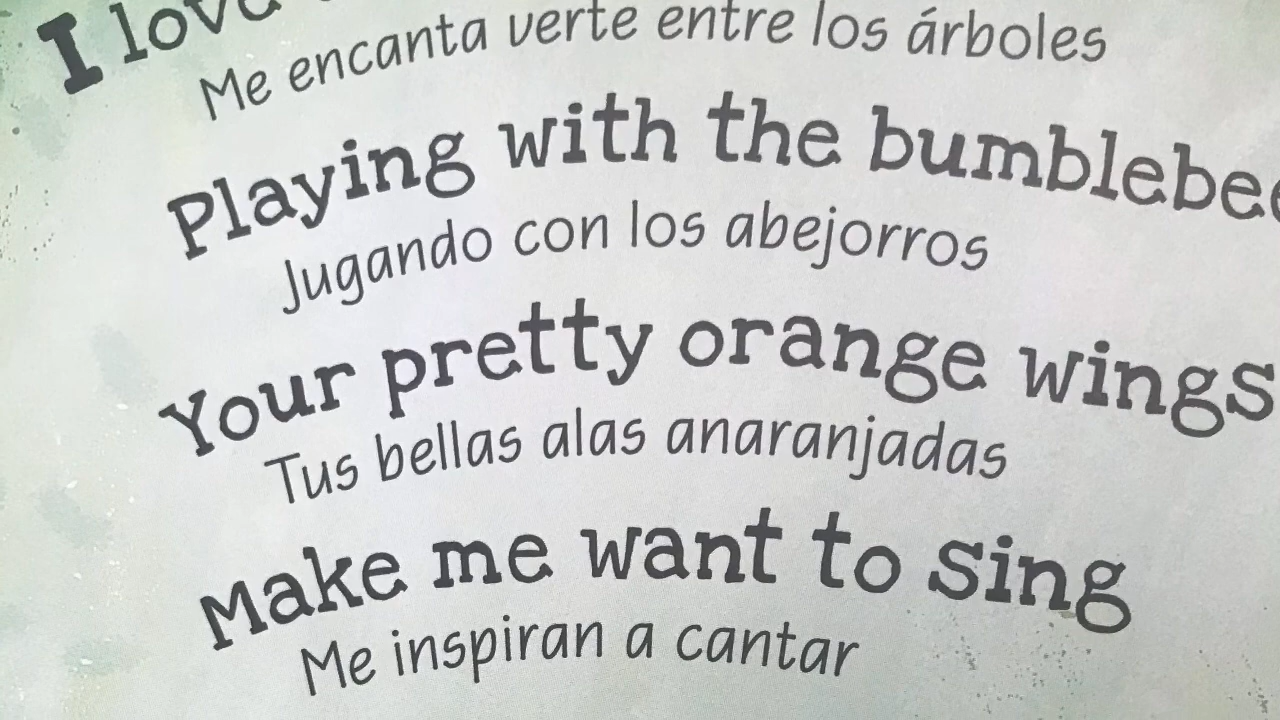 I love
Me encanta verte entre los árboles
Playing with the
Jugando con los abejorros
Your pretty orange wings
Tus bellas alas anaranjadas
Make me want to sing
Me inspiran a cantar